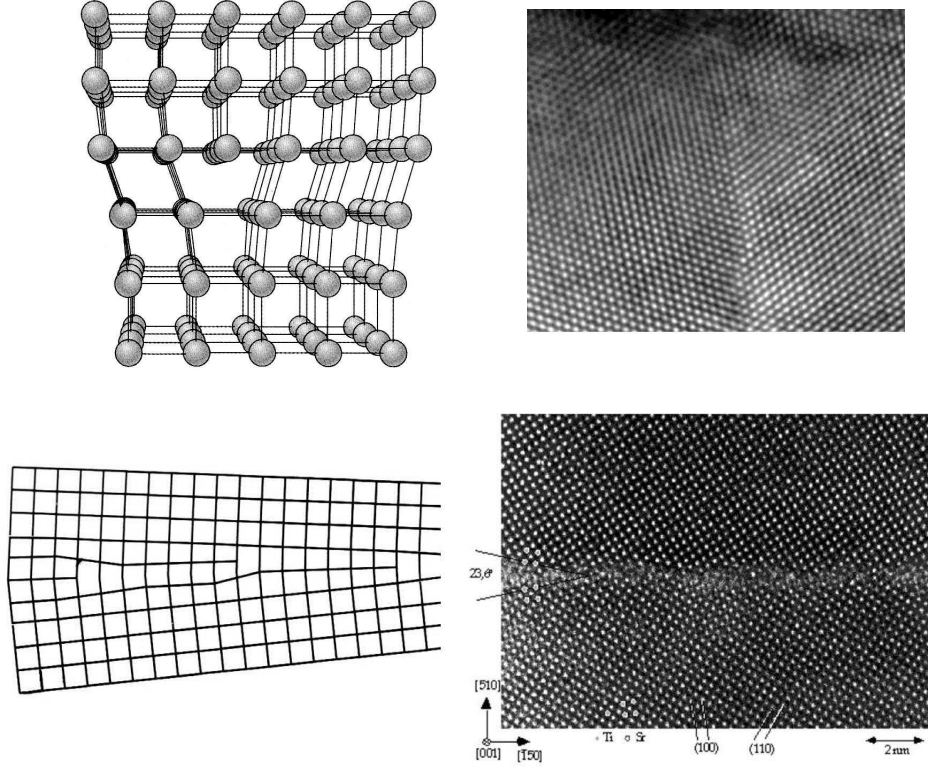 23,6°
[510]
[001]
[1̄50]
Ti
Sr
(100)
(110)
2 nm